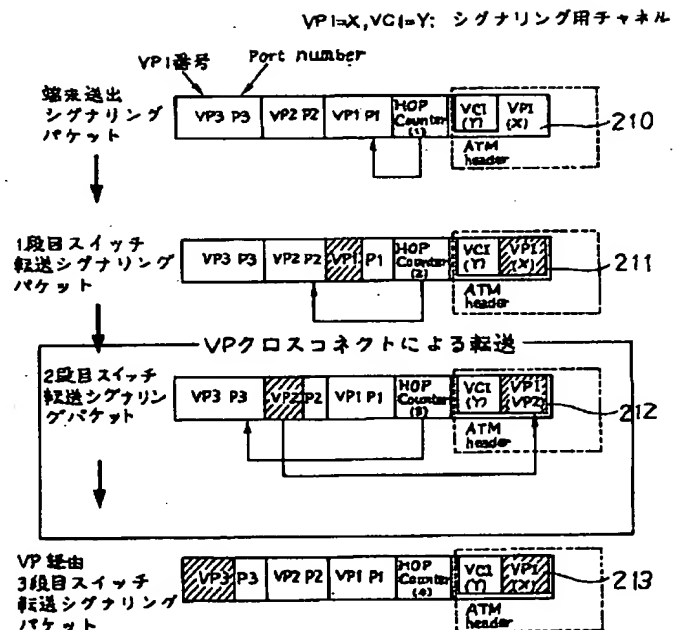 VPI=X,VCI=Y: シグナリング用チャネル
VPI番号 Port number
端末送出
シグナリング
パケット
VP3 P3 VP2 P2 VP1 P1 HOP Counter (1) VCI (Y) VPI (X) 210
ATM header
1段目スイッチ
転送シグナリング
パケット
VP3 P3 VP2 P2 VP1 P1 HOP Counter (2) VCI (Y) VPI (X) 211
ATM header
VPクロスコネクトによる転送
2段目スイッチ
転送シグナリン
グパケット
VP3 P3 VP2 P2 VP1 P1 HOP Counter (3) VCI (Y) VPI VP2) 212
ATM header
VP経由
3段目スイッチ
転送シグナリング
パケット
VP3 P3 VP2 P2 VP1 P1 HOP Counter (4) VCI (Y) VPI (X) 213
ATM header